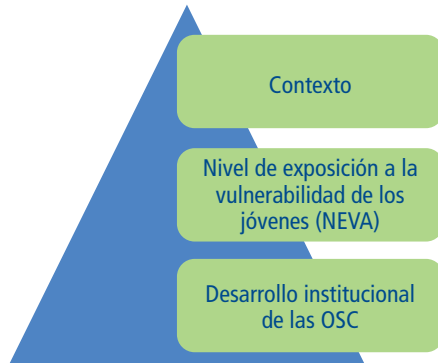 Contexto
Nivel de exposición a la
vulnerabilidad de los
jóvenes (NEVA)
Desarrollo institucional
de las OSC